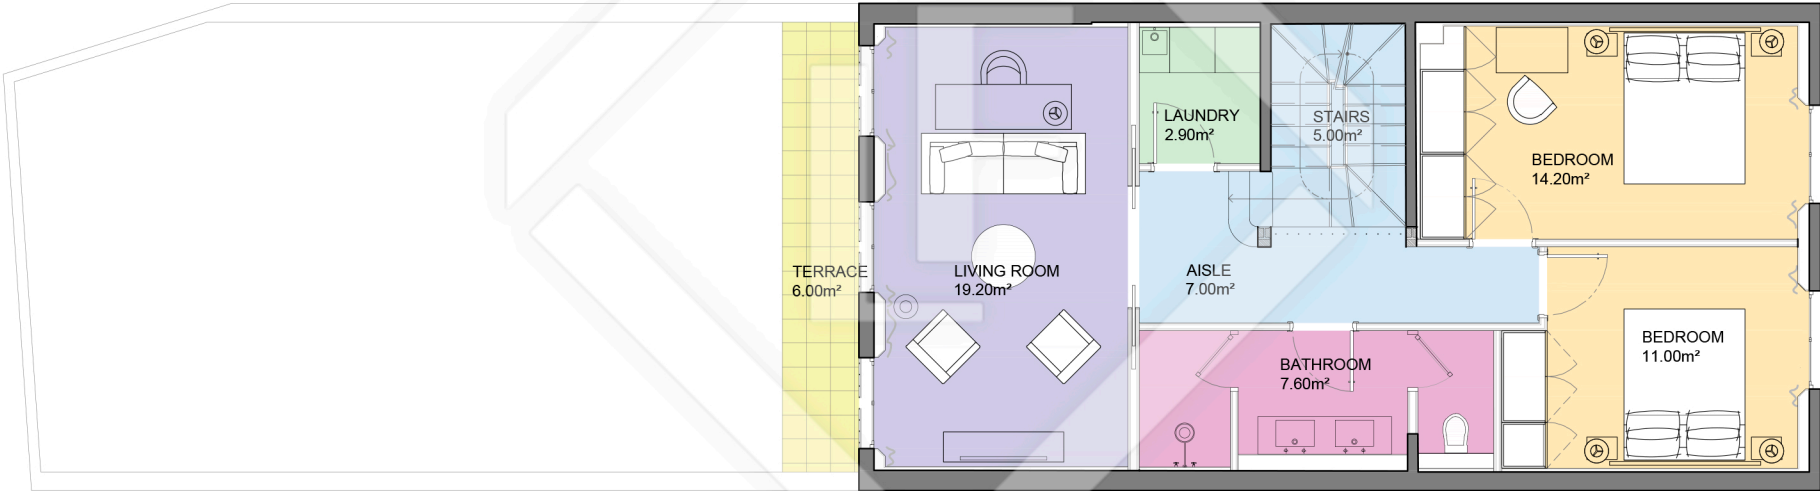 LAUNDRY
2.90m²
STAIRS
5.00m²
BEDROOM
14.20m²
TERRACE
6.00m²
LIVING ROOM
19.20m²
AISLE
7.00m²
BATHROOM
7.60m²
BEDROOM
11.00m²